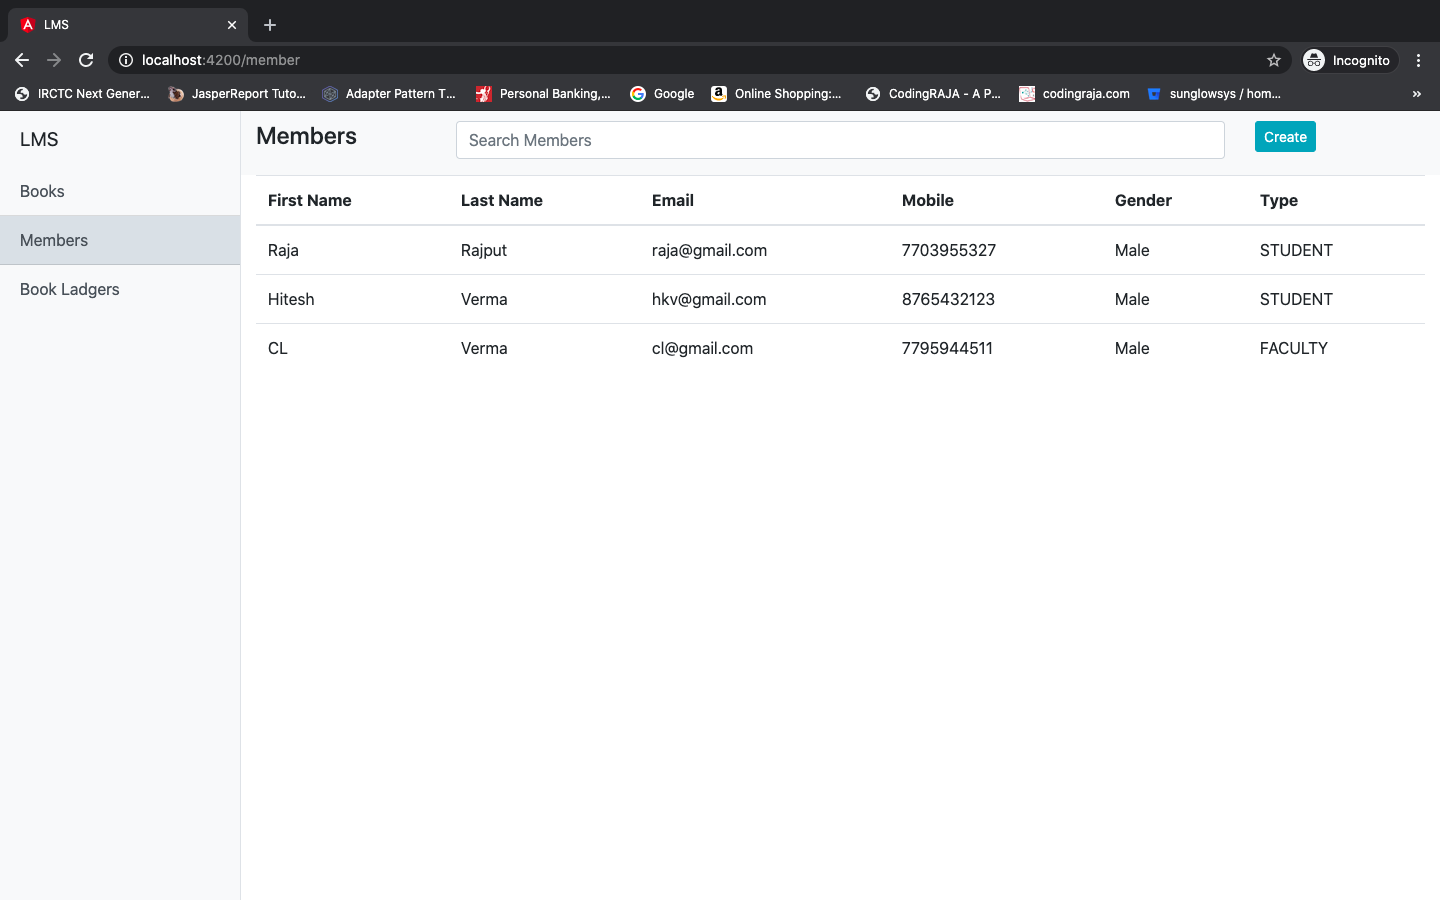 LMS
localhost:4200/member
Incognito
IRCTC Next Gener... JasperReport Tuto... Adapter Pattern T... Personal Banking,... Google Online Shopping:... CodingRAJA - A P... codingraja.com sunglowsys / hom... »
LMS
Books
Members
Book Ladgers
Members Search Members Create
First Name Last Name Email Mobile Gender Type
Raja Rajput raja@gmail.com 7703955327 Male STUDENT
Hitesh Verma hkv@gmail.com 8765432123 Male STUDENT
CL Verma cl@gmail.com 7795944511 Male FACULTY